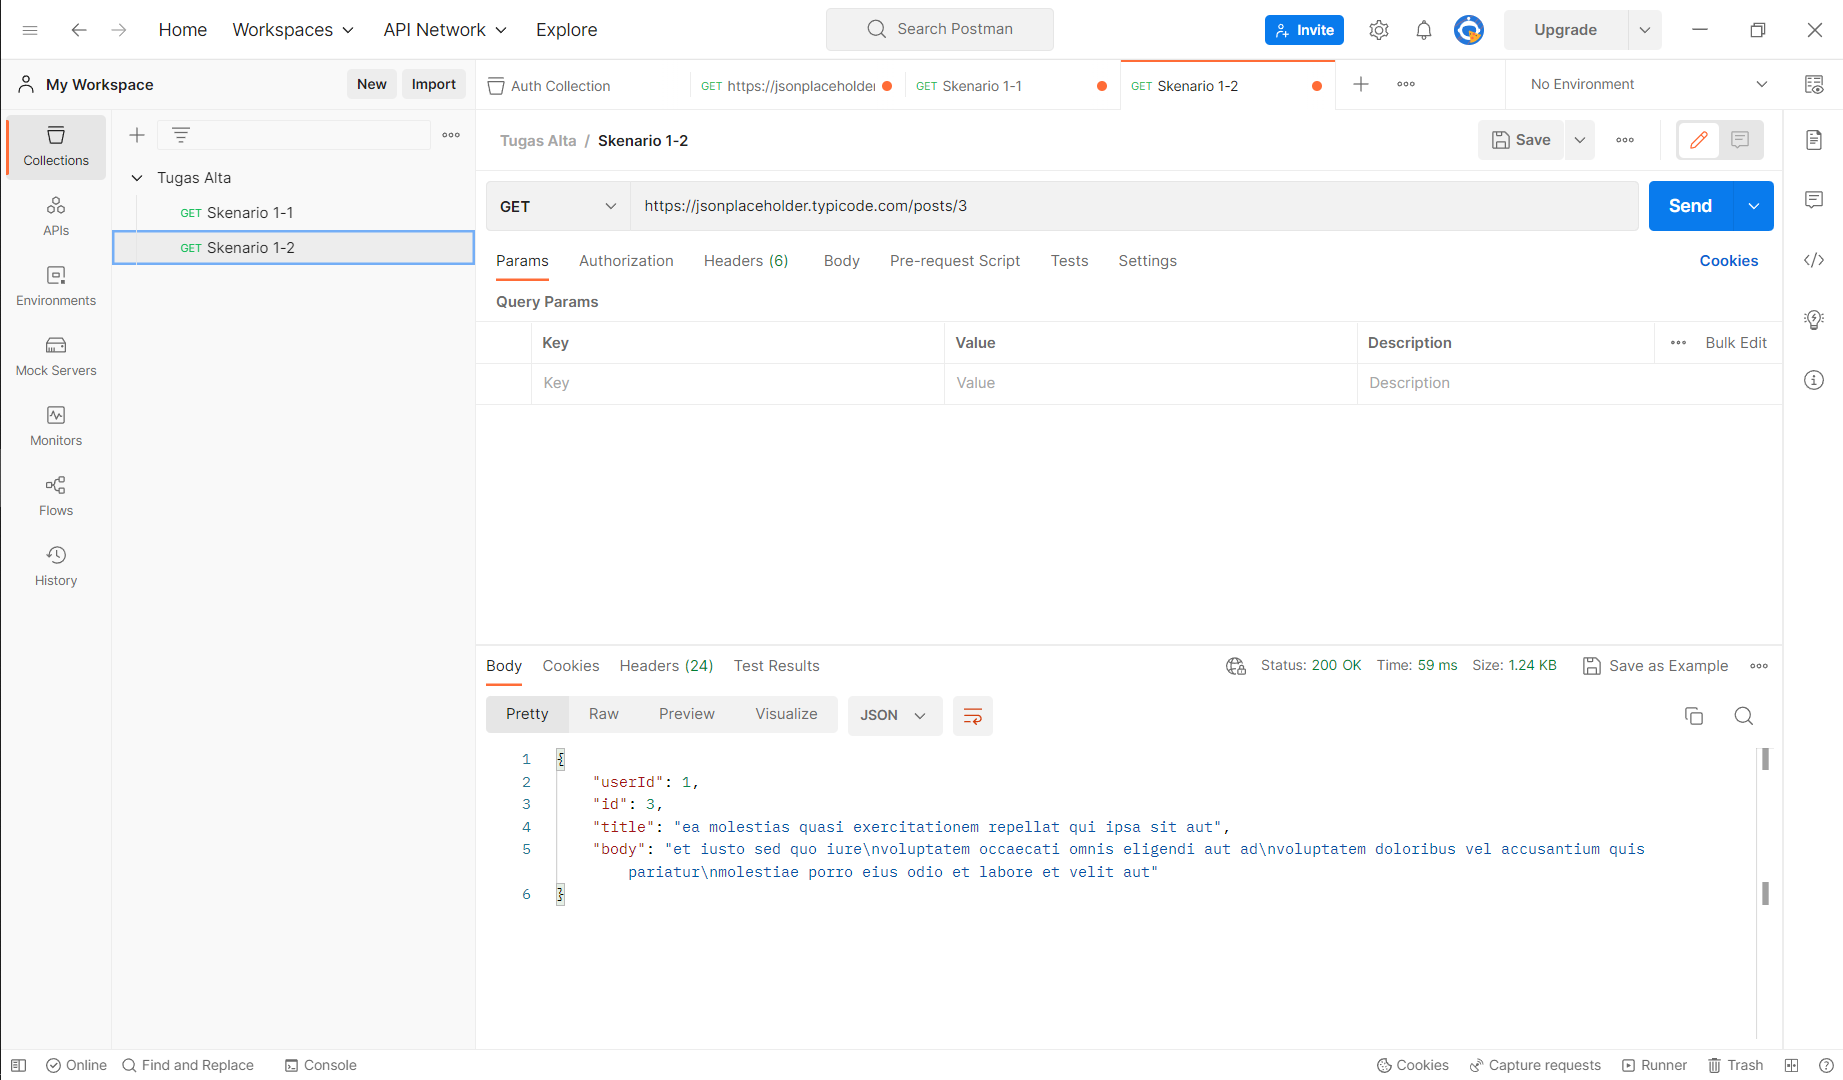 Home Workspaces API Network Explore Search Postman Invite Upgrade
My Workspace New Import
Auth Collection GET https://jsonplaceholder GET Skenario 1-1 GET Skenario 1-2 No Environment
Collections
APIs
Environments
Mock Servers
Monitors
Flows
History
Tugas Alta
GET Skenario 1-1
GET Skenario 1-2
Tugas Alta / Skenario 1-2 Save
GET https://jsonplaceholder.typicode.com/posts/3 Send
Params Authorization Headers (6) Body Pre-request Script Tests Settings Cookies
Query Params
Key Value Description Bulk Edit
Key Value Description
Body Cookies Headers (24) Test Results Status: 200 OK Time: 59 ms Size: 1.24 KB Save as Example
Pretty Raw Preview Visualize JSON
1 {
2 "userId": 1,
3 "id": 3,
4 "title": "ea molestias quasi exercitationem repellat qui ipsa sit aut",
5 "body": "et iusto sed quo iure\nvoluptatem occaecati omnis eligendi aut ad\nvoluptatem doloribus vel accusantium quis
pariatur\nmolestiae porro eius odio et labore et velit aut"
6 }
Online Find and Replace Console Cookies Capture requests Runner Trash